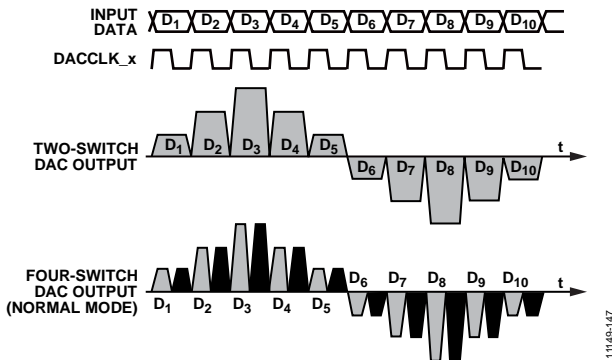 INPUT DATA D1 D2 D3 D4 D5 D6 D7 D8 D9 D10
DACCLK_x
TWO-SWITCH DAC OUTPUT
D1 D2 D3 D4 D5 t
D6 D7 D8 D9 D10
FOUR-SWITCH DAC OUTPUT (NORMAL MODE)
D6 D7 D8 D9 D10 t
D1 D2 D3 D4 D5
11149-147